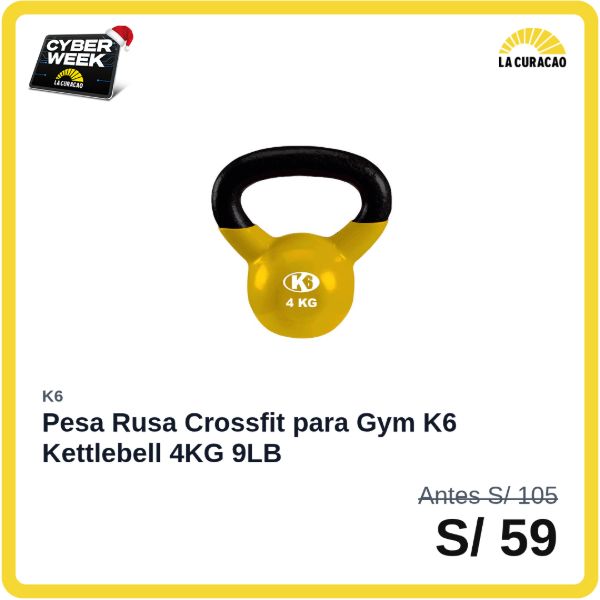 CYBER
WEEK
LA CURACAO
LA CURACAO
K6
4 KG
K6
Pesa Rusa Crossfit para Gym K6
Kettlebell 4KG 9LB
Antes S/ 105
S/ 59